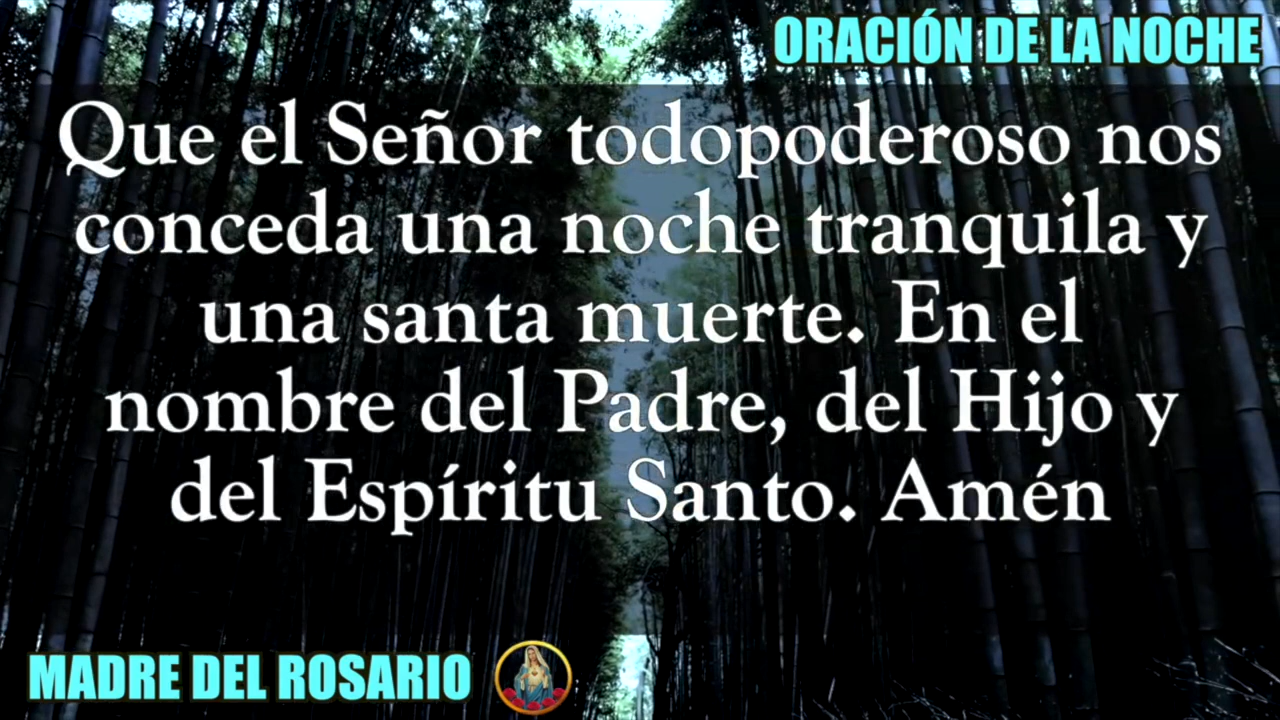 ORACIÓN DE LA NOCHE
Que el Señor todopoderoso nos
conceda una noche tranquila y
una santa muerte. En el
nombre del Padre, del Hijo y
del Espíritu Santo. Amén
MADRE DEL ROSARIO